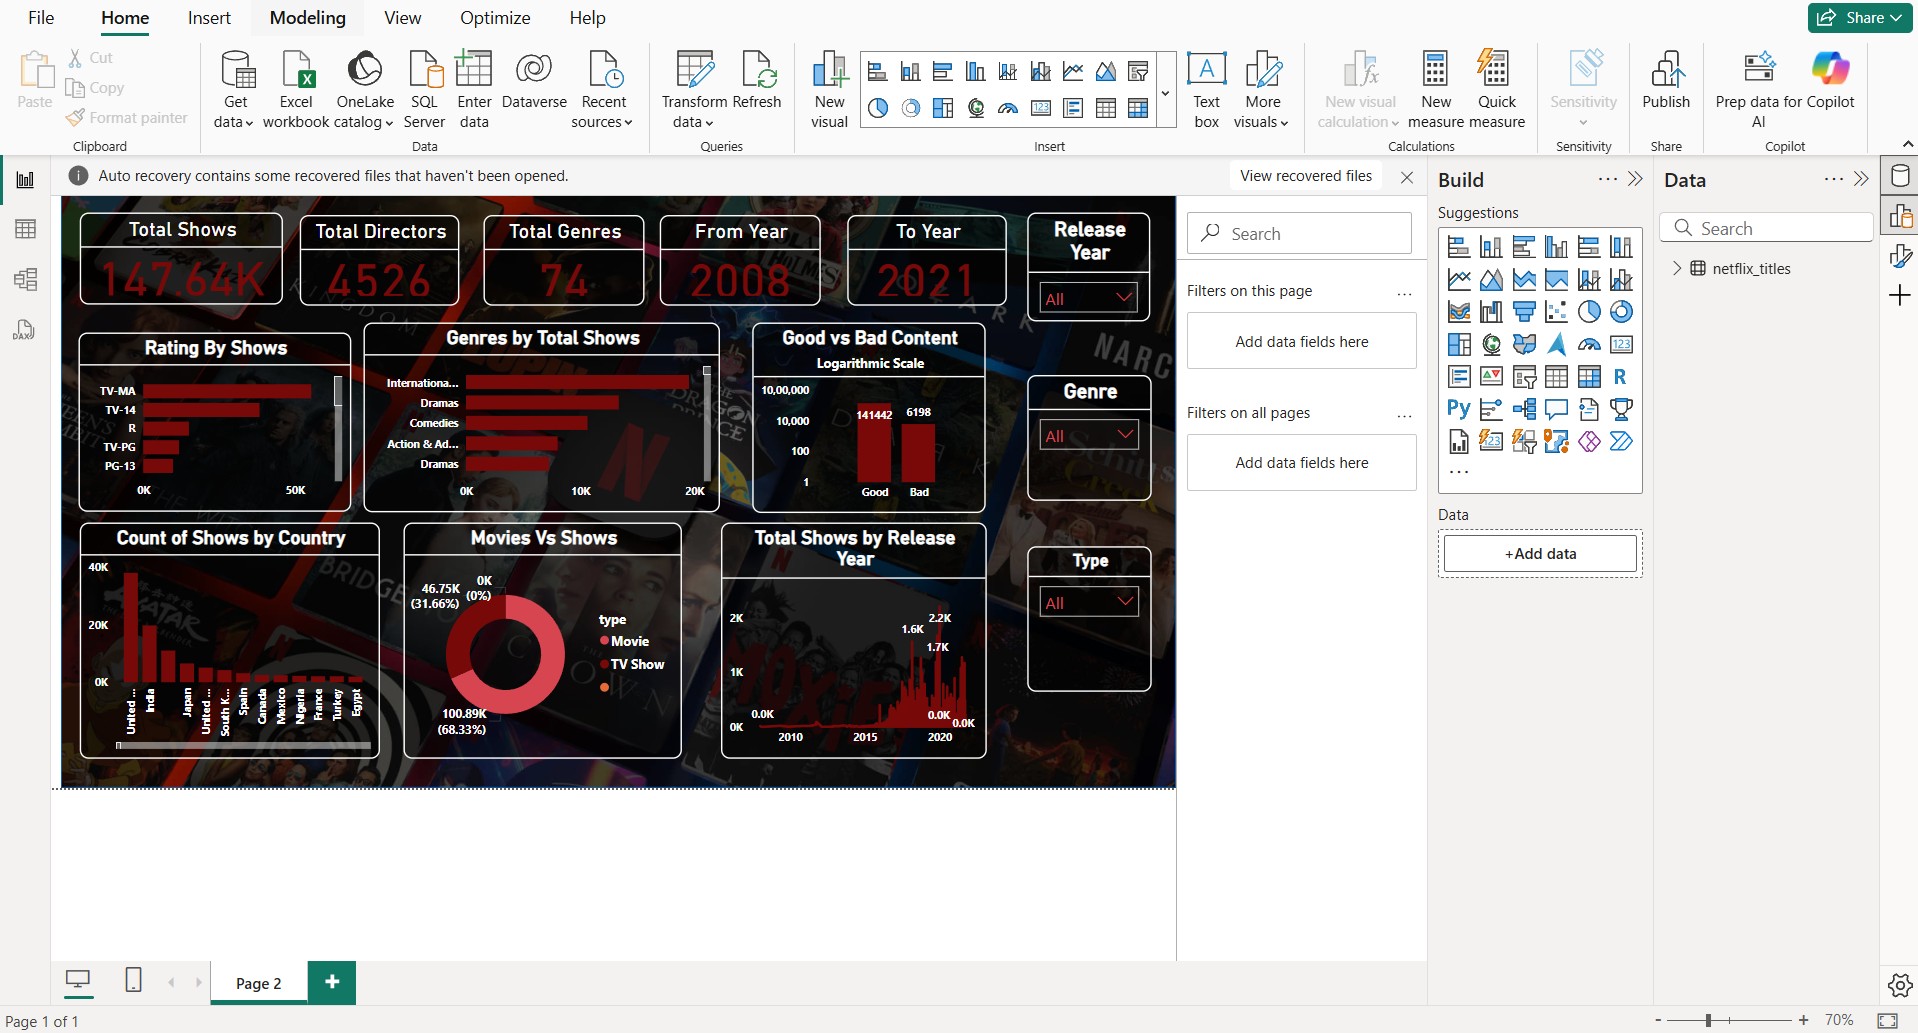 File
Home
Insert
Modeling
View
Optimize
Help
Share
Paste
Cut
Copy
Format painter
Clipboard
Get data
Excel workbook
OneLake catalog
SQL Server
Enter data
Dataverse
Recent sources
Data
Transform data
Refresh
Queries
New visual
Text box
More visuals
Insert
New visual calculation
New measure
Quick measure
Calculations
Sensitivity
Sensitivity
Publish
Share
Prep data for AI
Copilot
Copilot
Auto recovery contains some recovered files that haven't been opened.
View recovered files
Total Shows
147.64K
Total Directors
4526
Total Genres
74
From Year
2008
To Year
2021
Release
Year
All
Rating By Shows
TV-MA
TV-14
R
TV-PG
PG-13
0K
50K
Genres by Total Shows
Internationa...
Dramas
Comedies
Action & Ad...
Dramas
0K
10K
20K
Good vs Bad Content
Logarithmic Scale
10,00,000
10,000
100
1
141442
6198
Good
Bad
Genre
All
Count of Shows by Country
40K
20K
0K
United ...
India
Japan
United ...
South K...
Spain
Canada
Mexico
Nigeria
France
Turkey
Egypt
Movies Vs Shows
0K
(0%)
46.75K
(31.66%)
100.89K
(68.33%)
type
Movie
TV Show
Total Shows by Release
Year
2K
1K
0K
0.0K
1.6K
2.2K
1.7K
0.0K
0.0K
2010
2015
2020
Type
All
NARC
BRIDGE
AVATAR
MOXiE
Search
Filters on this page
...
Add data fields here
Filters on all pages
...
Add data fields here
Build
...
Suggestions
123
R
Py
...
Data
+Add data
Data
...
Search
netflix_titles
DAX
Page 2
+
Page 1 of 1
-
+
70%